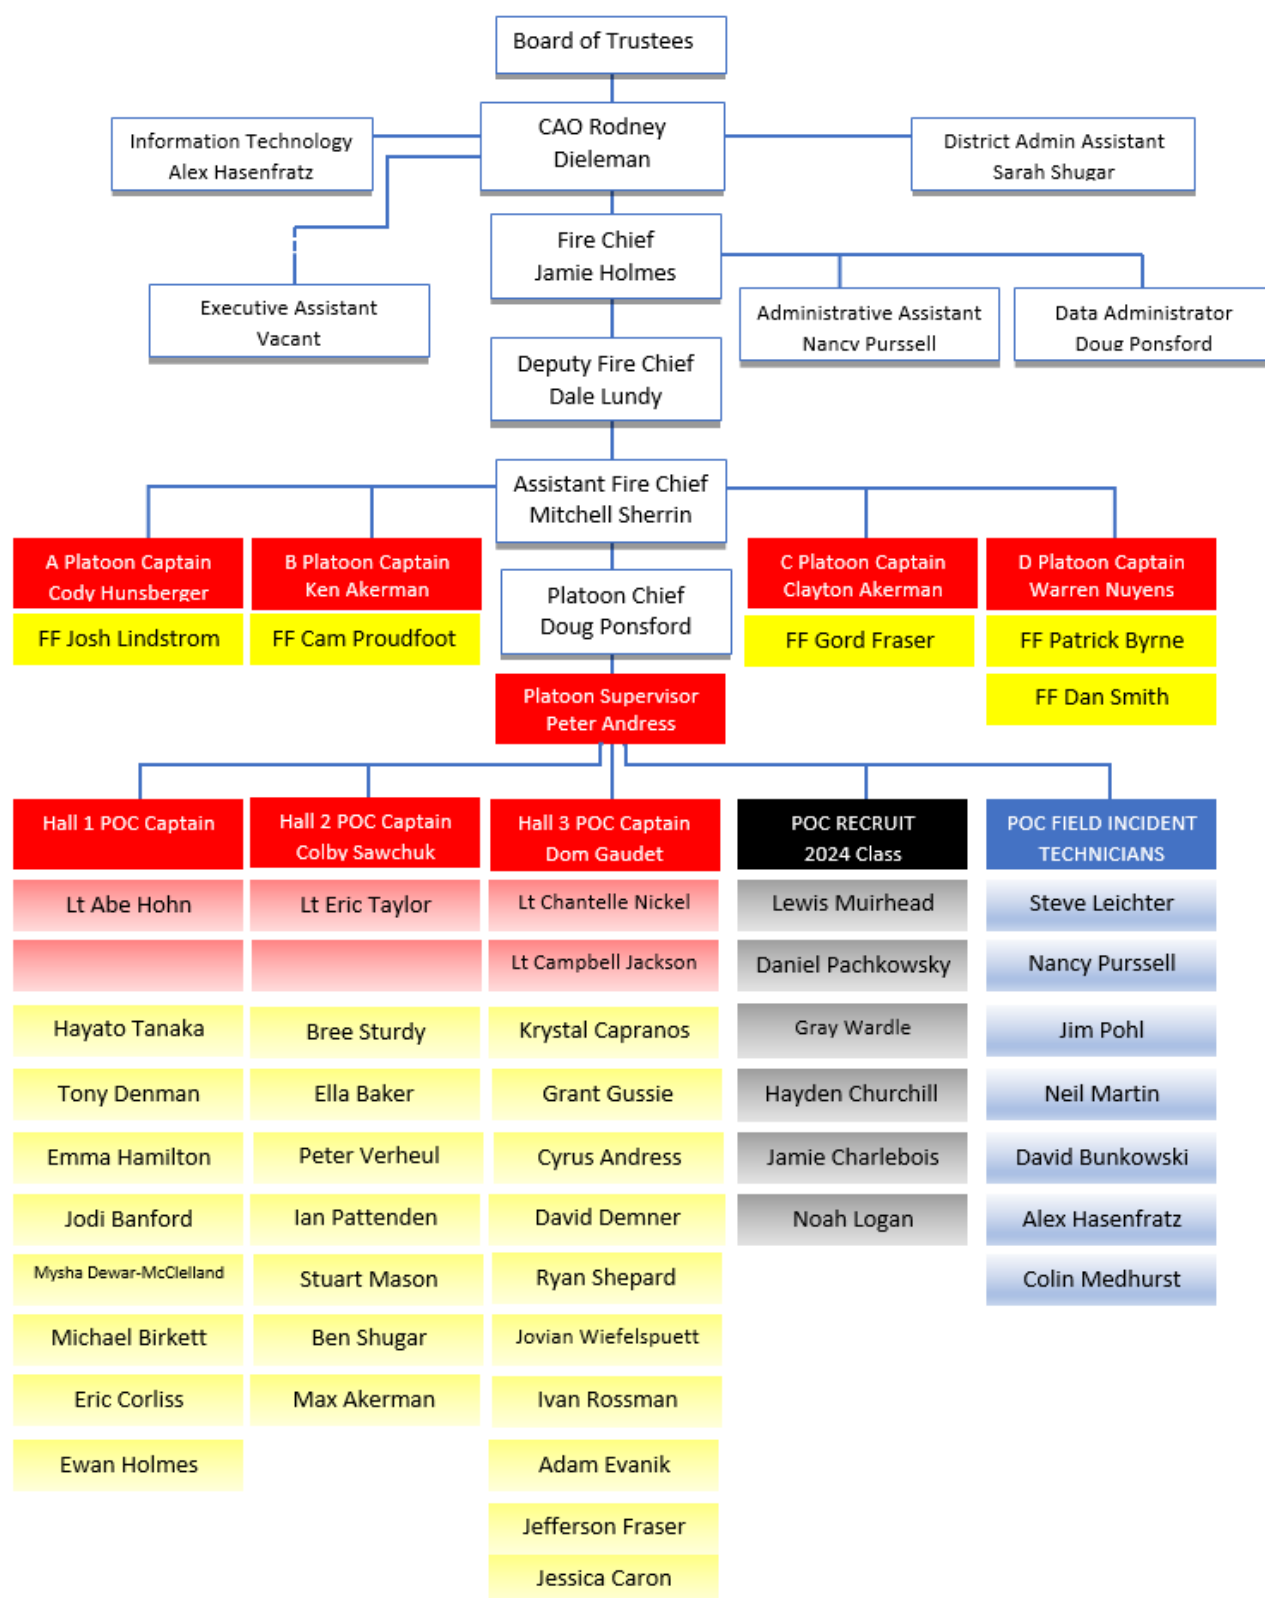 Board of Trustees
CAO Rodney
Dieleman
Information Technology
Alex Hasenfratz
District Admin Assistant
Sarah Shugar
Fire Chief
Jamie Holmes
Executive Assistant
Vacant
Administrative Assistant
Nancy Purssell
Data Administrator
Doug Ponsford
Deputy Fire Chief
Dale Lundy
Assistant Fire Chief
Mitchell Sherrin
A Platoon Captain
Cody Hunsberger
FF Josh Lindstrom
B Platoon Captain
Ken Akerman
FF Cam Proudfoot
Platoon Chief
Doug Ponsford
C Platoon Captain
Clayton Akerman
FF Gord Fraser
D Platoon Captain
Warren Nuyens
FF Patrick Byrne
FF Dan Smith
Platoon Supervisor
Peter Andress
Hall 1 POC Captain
Lt Abe Hohn
Hayato Tanaka
Tony Denman
Emma Hamilton
Jodi Banford
Mysha Dewar-McClelland
Michael Birkett
Eric Corliss
Ewan Holmes
Hall 2 POC Captain
Colby Sawchuk
Lt Eric Taylor
Bree Sturdy
Ella Baker
Peter Verheul
Ian Pattenden
Stuart Mason
Ben Shugar
Max Akerman
Hall 3 POC Captain
Dom Gaudet
Lt Chantelle Nickel
Lt Campbell Jackson
Krystal Capranos
Grant Gussie
Cyrus Andress
David Demner
Ryan Shepard
Jovian Wiefelspuett
Ivan Rossman
Adam Evanik
Jefferson Fraser
Jessica Caron
POC RECRUIT
2024 Class
Lewis Muirhead
Daniel Pachkowsky
Gray Wardle
Hayden Churchill
Jamie Charlebois
Noah Logan
POC FIELD INCIDENT
TECHNICIANS
Steve Leichter
Nancy Purssell
Jim Pohl
Neil Martin
David Bunkowski
Alex Hasenfratz
Colin Medhurst